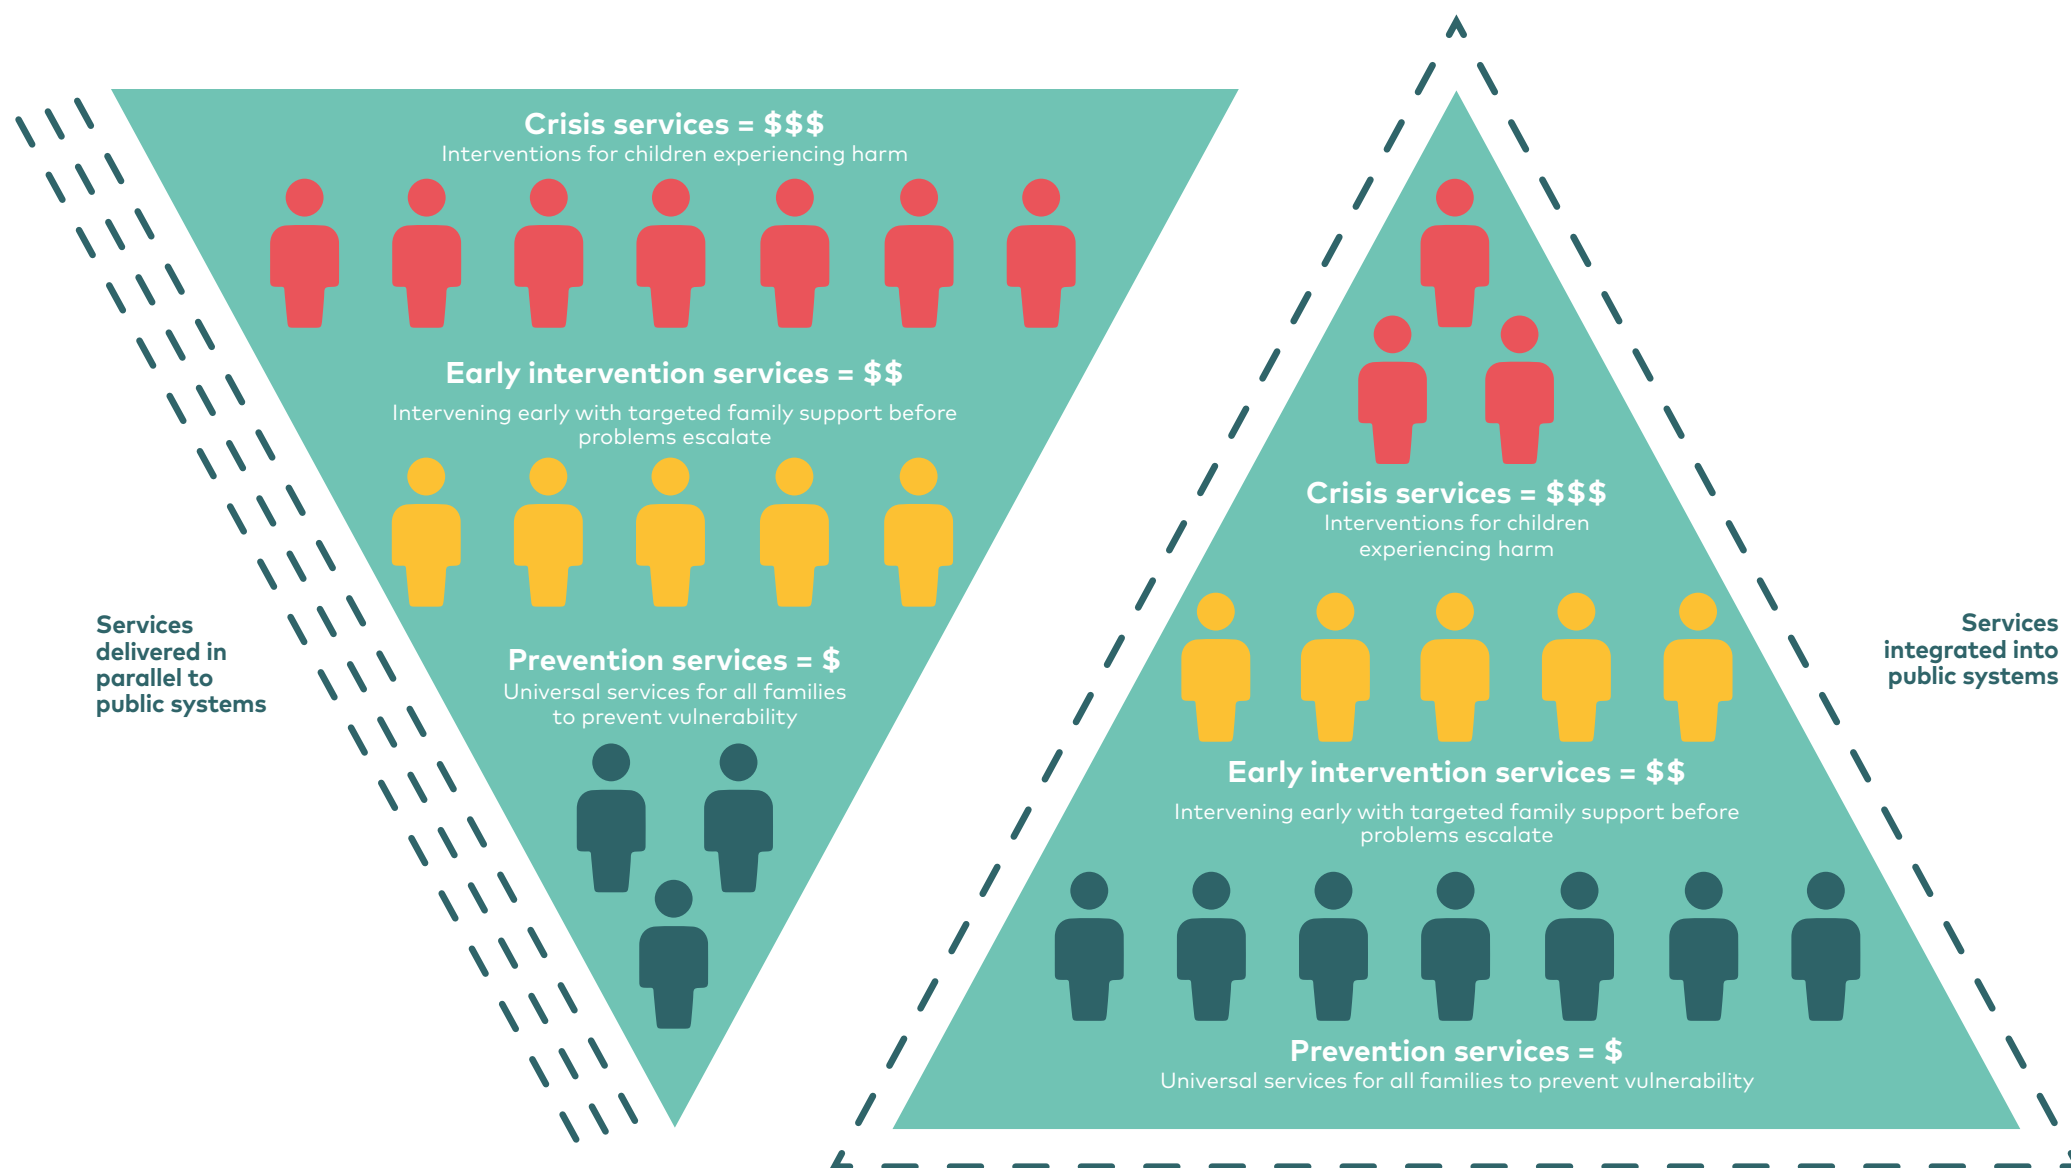 Crisis services = $$$
Interventions for children experiencing harm
Early intervention services = $$
Intervening early with targeted family support before
problems escalate
Prevention services = $
Universal services for all families
to prevent vulnerability
Services
delivered in
parallel to
public systems
Crisis services = $$$
Interventions for children
experiencing harm
Early intervention services = $$
Intervening early with targeted family support before
problems escalate
Prevention services = $
Universal services for all families to prevent vulnerability
Services
integrated into
public systems